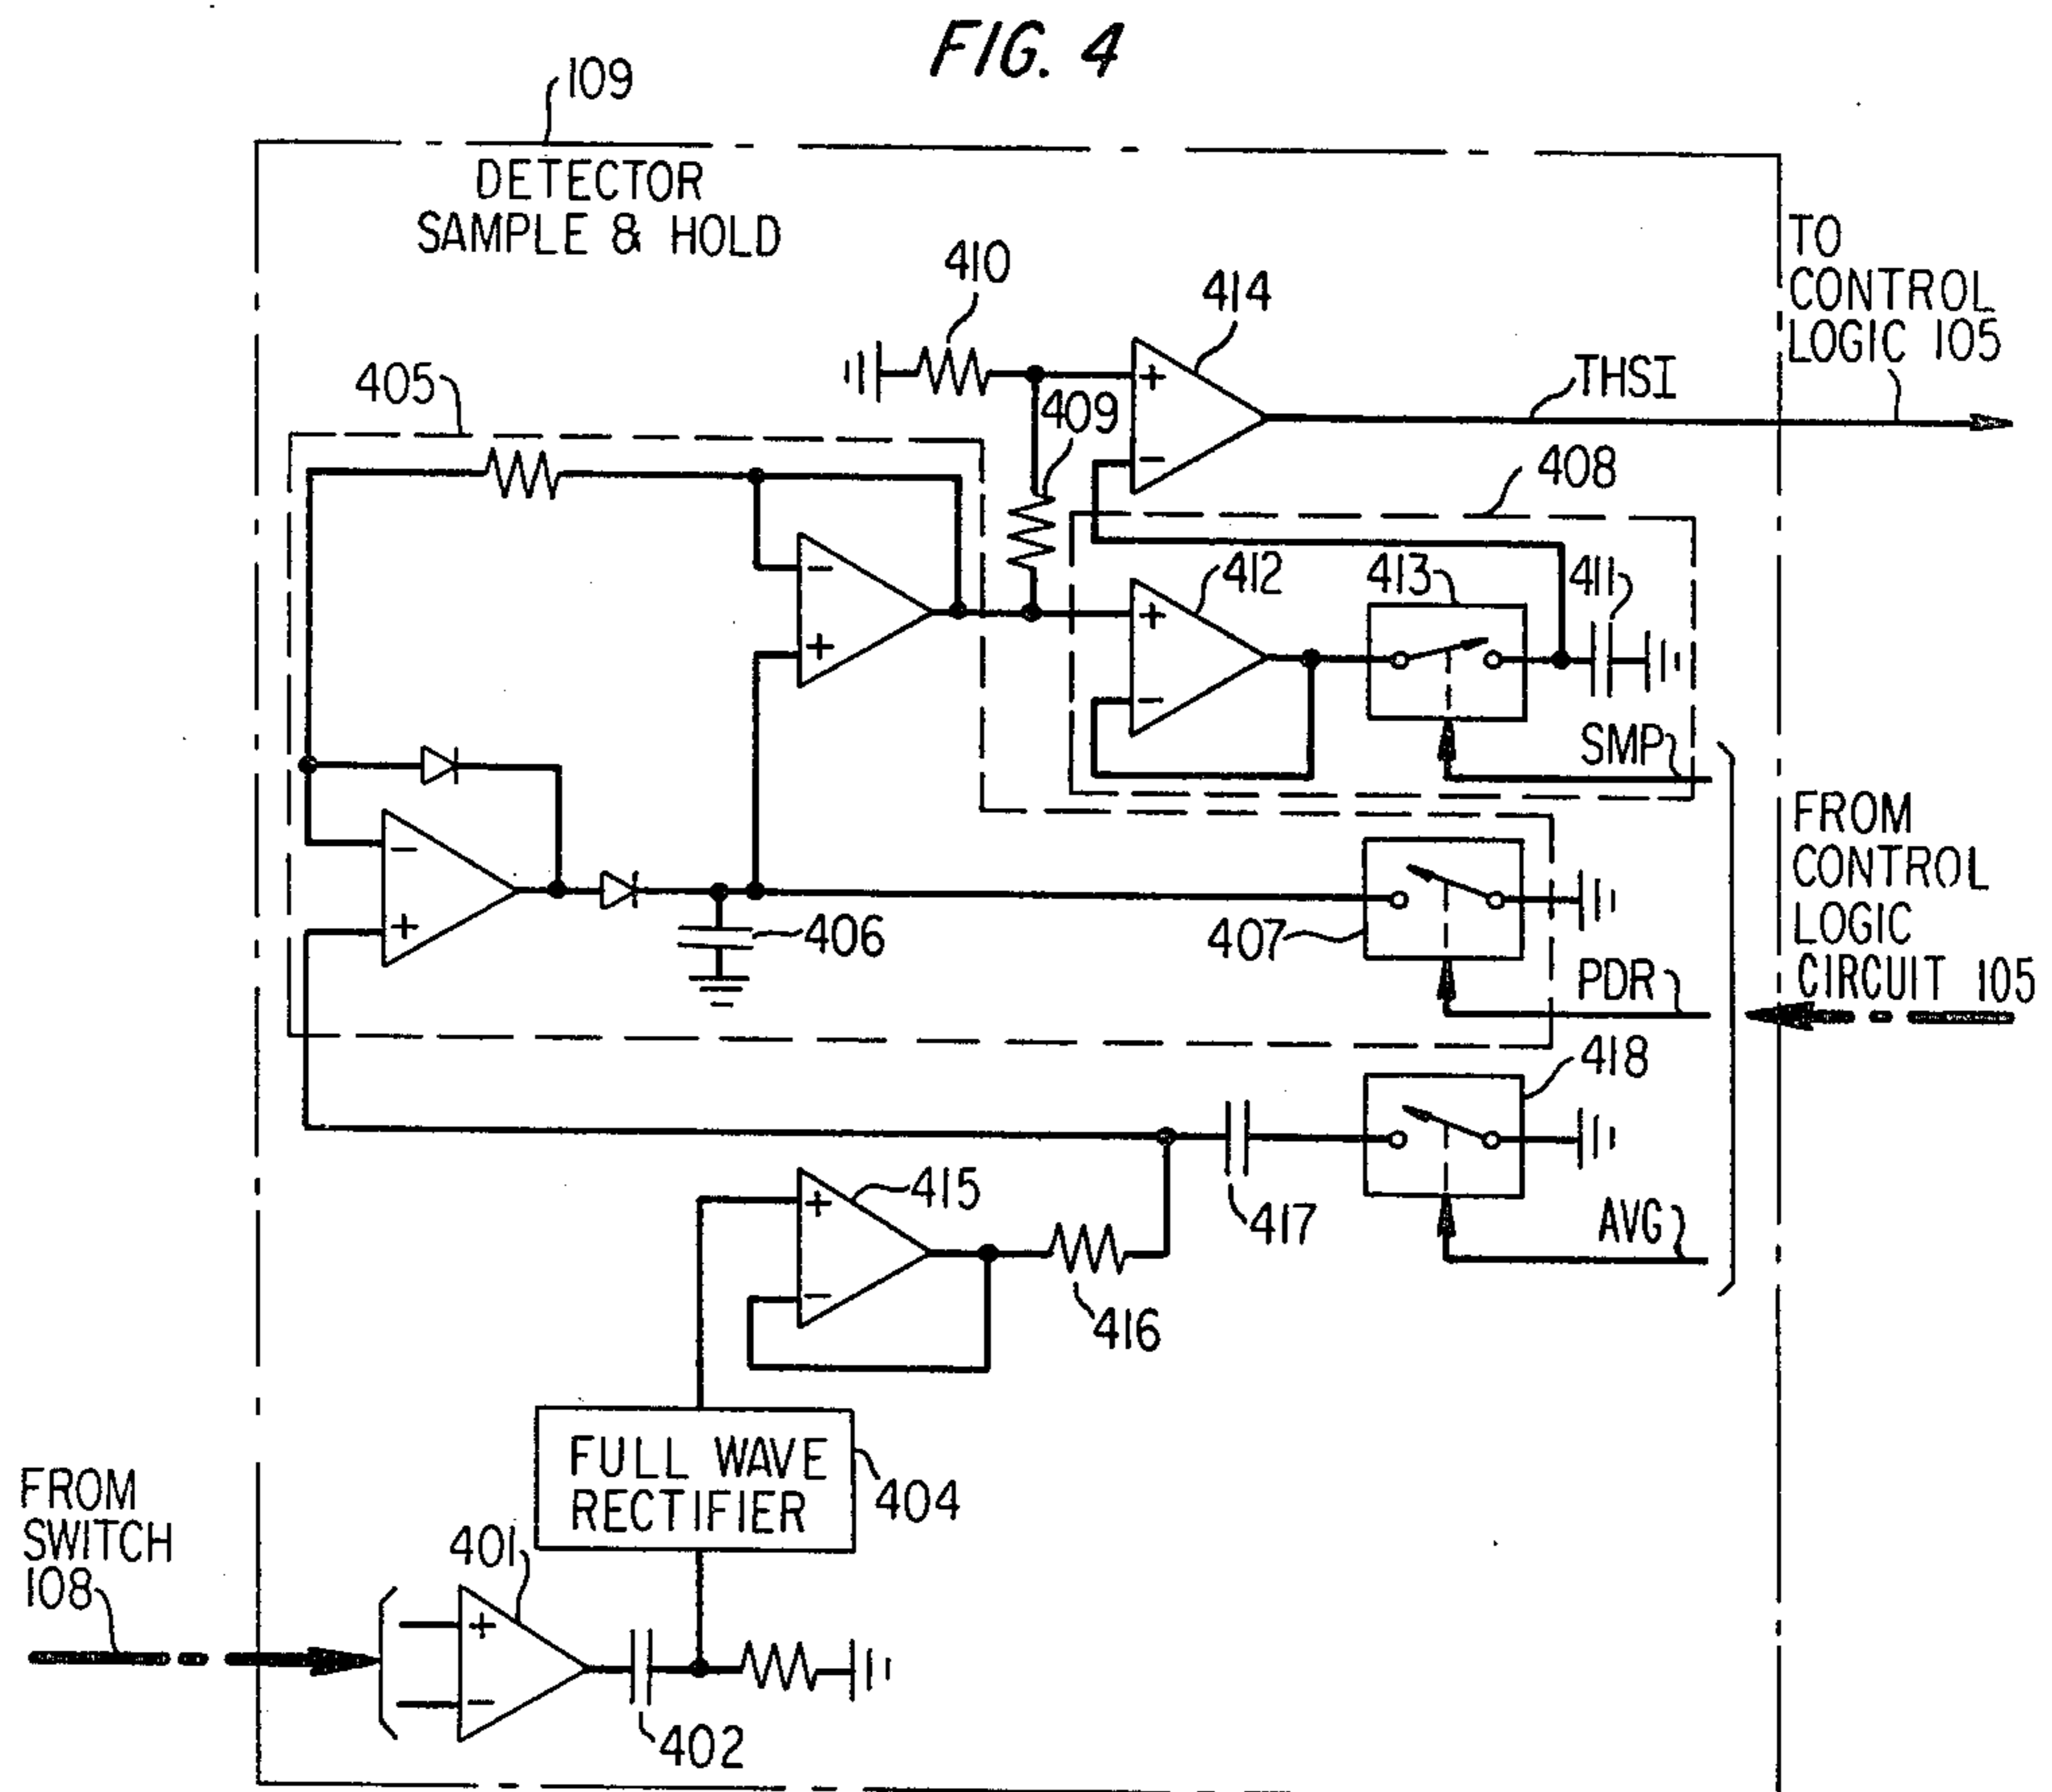 FIG. 4
109
DETECTOR
SAMPLE & HOLD
410
414
TO
CONTROL
LOGIC 105
405
409
THSI
408
412
413
411
SMP
406
407
FROM
CONTROL
LOGIC
CIRCUIT 105
PDR
418
415
417
AVG
416
FULL WAVE
RECTIFIER
404
FROM
SWITCH
108
401
402
+
-
+
-
+
-
+
-
+
-
+
-